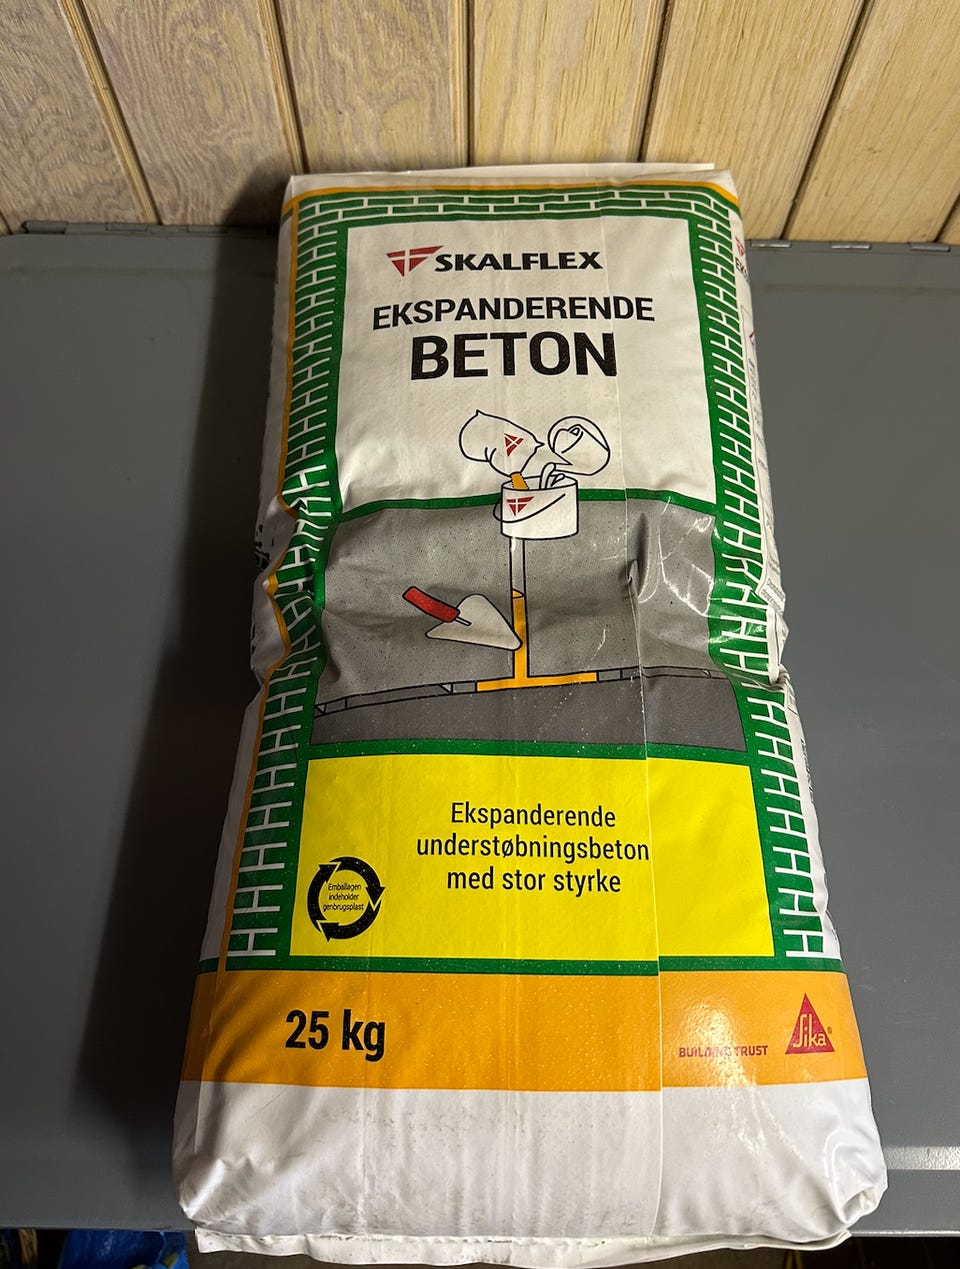 SKALFLEX
EKSPANDERENDE
BETON
Ekspanderende
understøbningsbeton
med stor styrke
Emballagen
indeholder
genbrugsplast
25 kg
BUILDING TRUST
Sika®